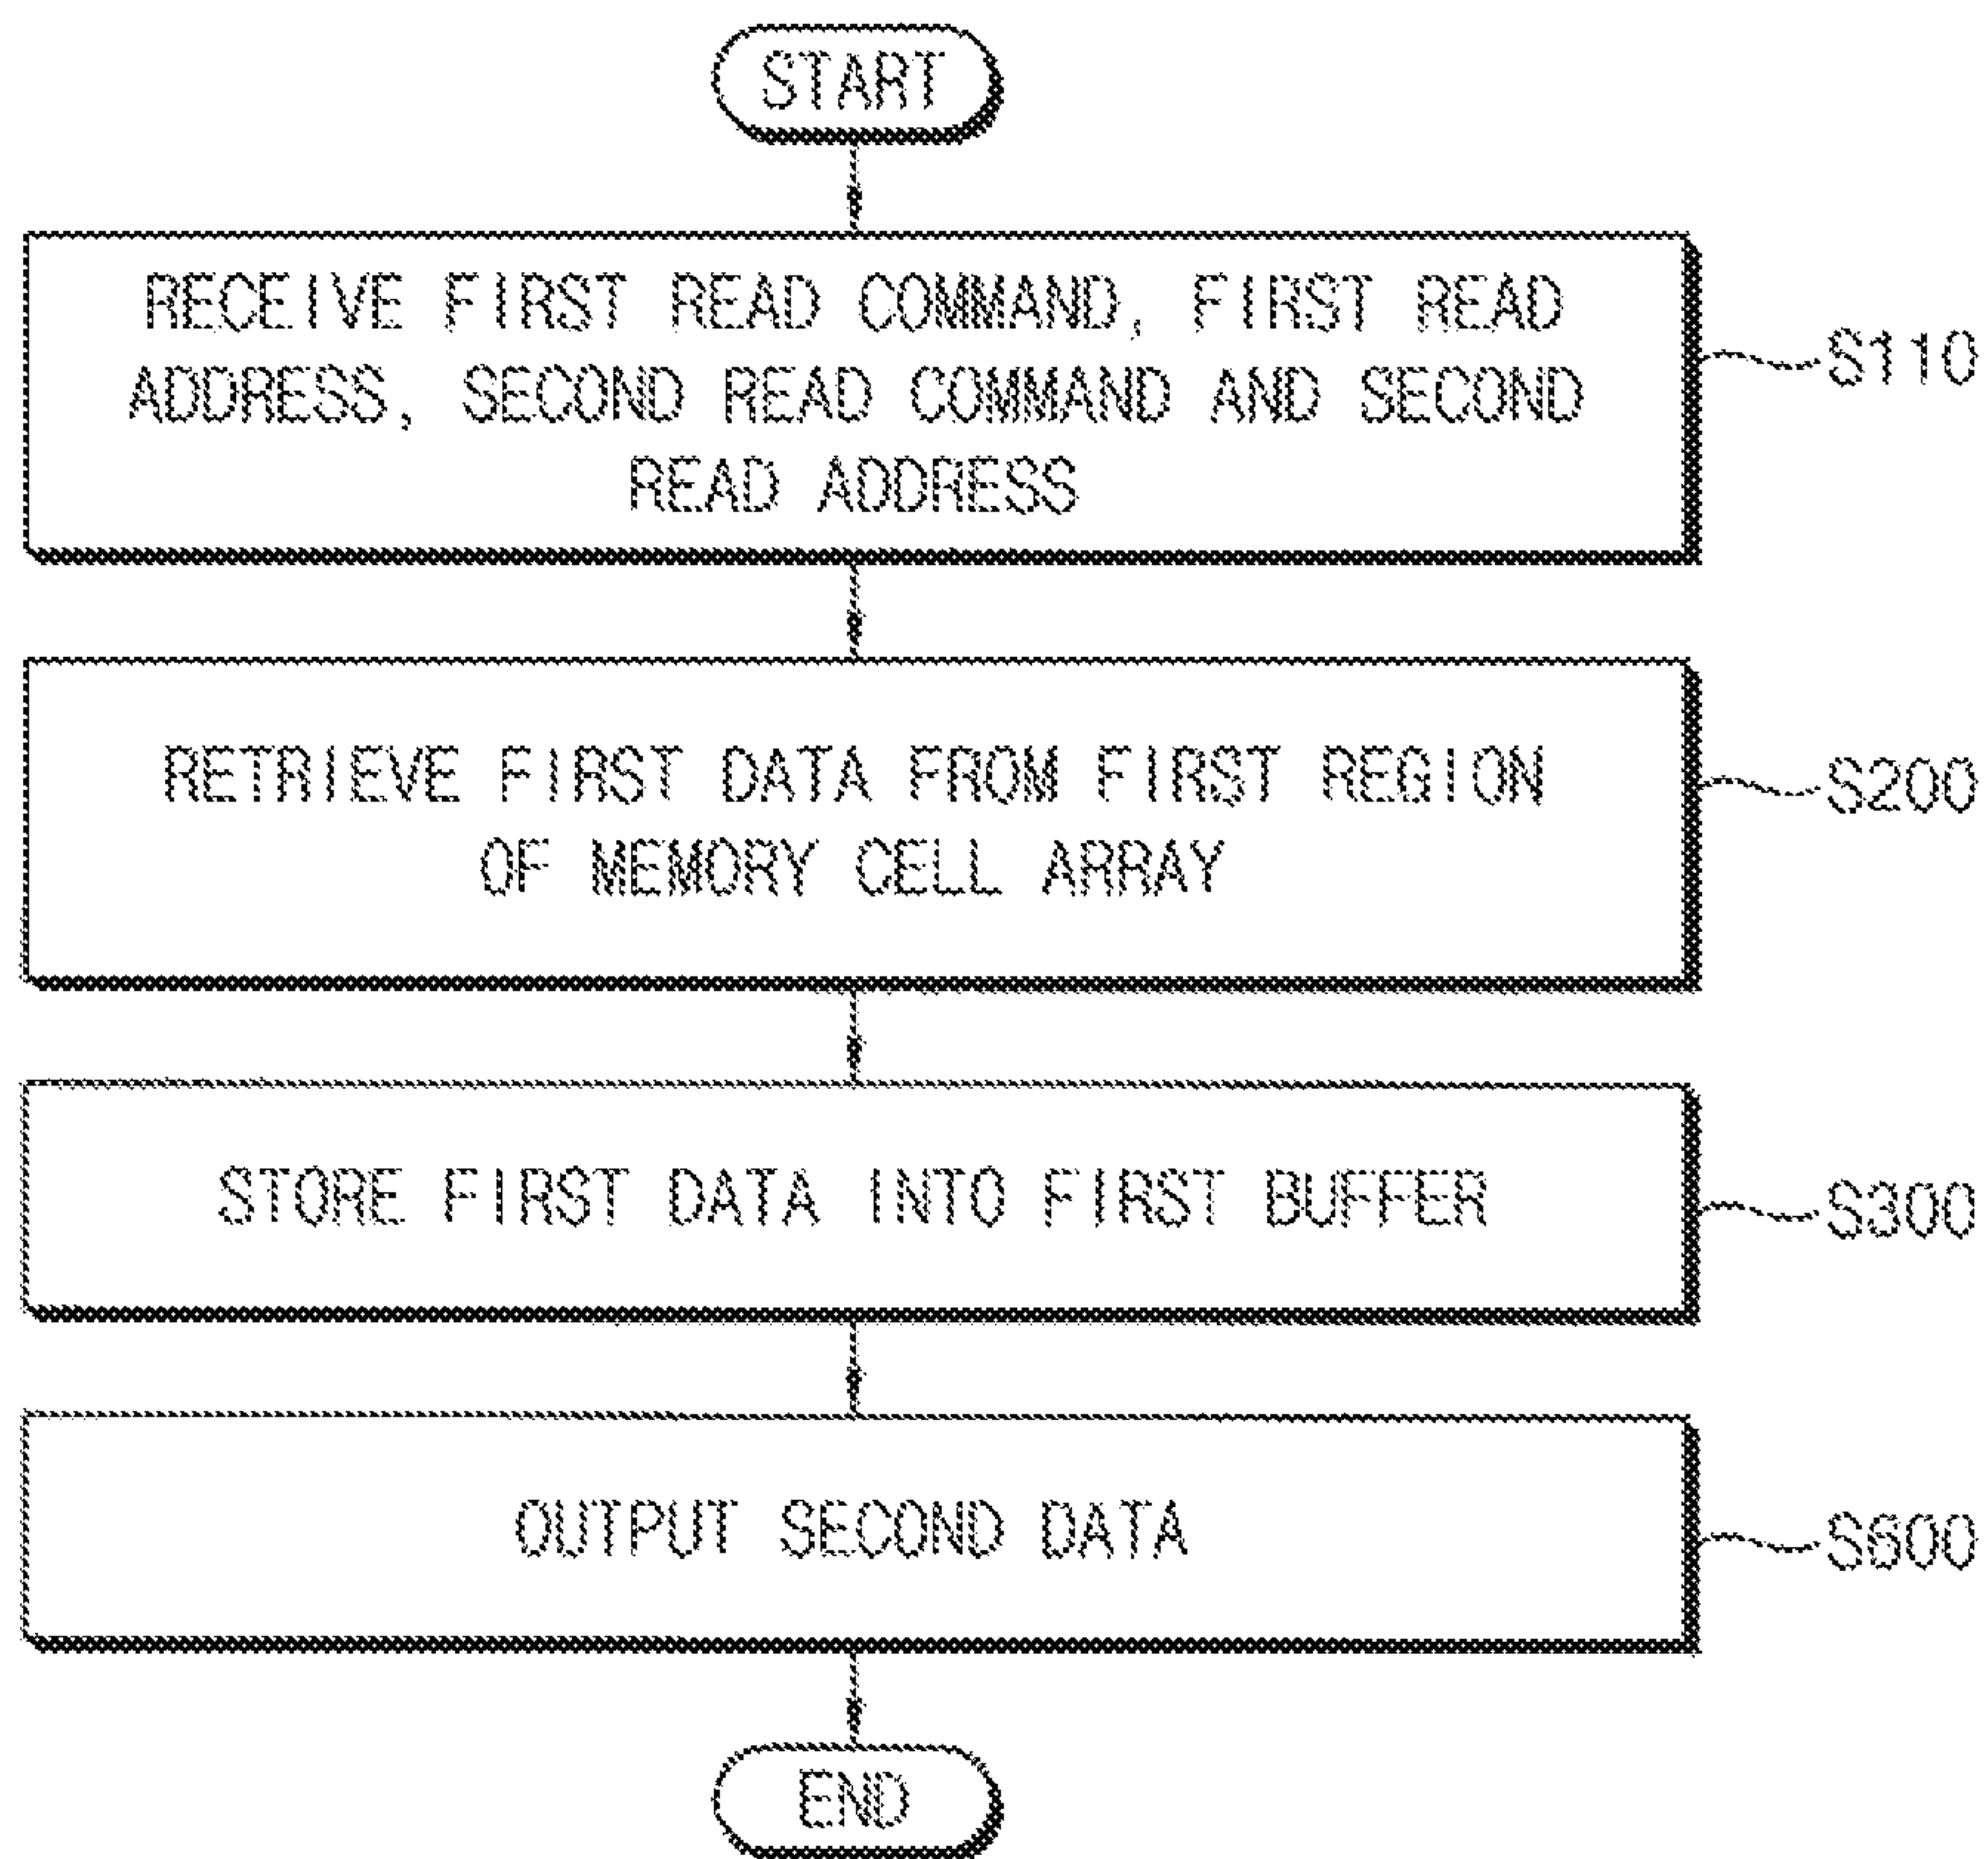 START
RECEIVE FIRST READ COMMAND, FIRST READ
ADDRESS, SECOND READ COMMAND AND SECOND
READ ADDRESS
S110
RETRIEVE FIRST DATA FROM FIRST REGION
OF MEMORY CELL ARRAY
S200
STORE FIRST DATA INTO FIRST BUFFER
S300
OUTPUT SECOND DATA
S600
END